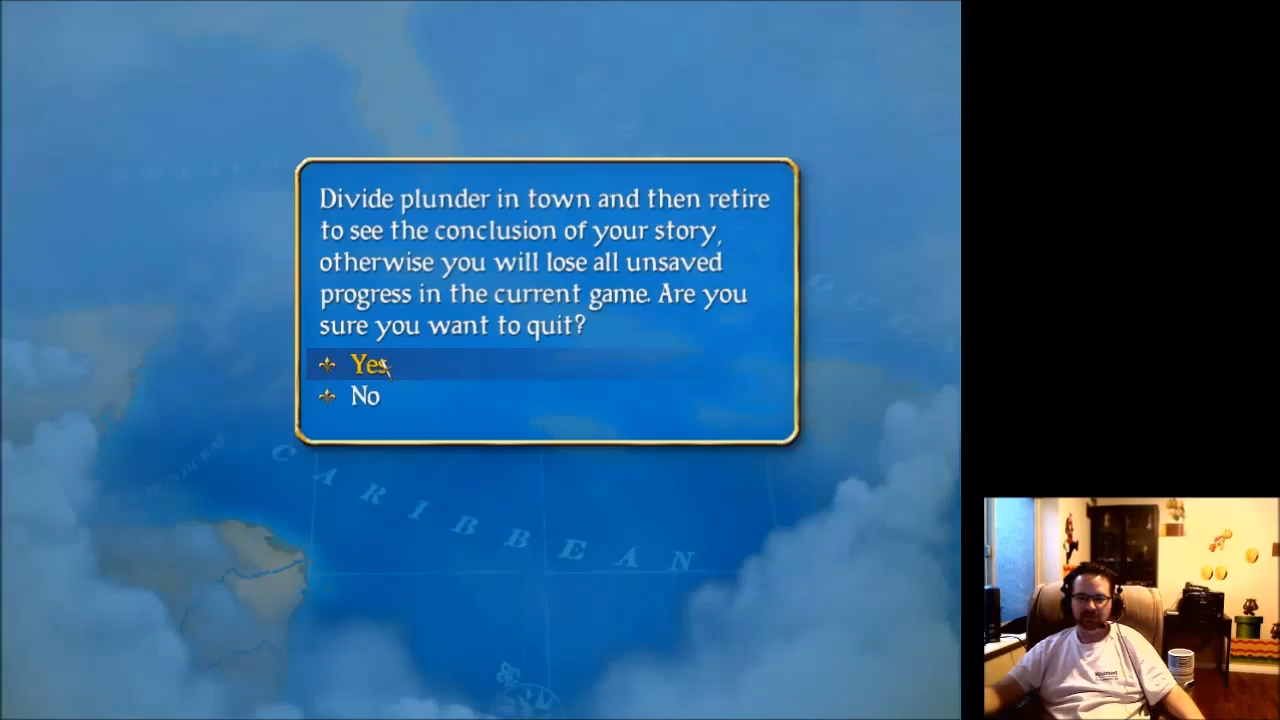 Divide plunder in town and then retire
to see the conclusion of your story,
otherwise you will lose all unsaved
progress in the current game. Are you
sure you want to quit?
Yes
No
CARIBBEAN